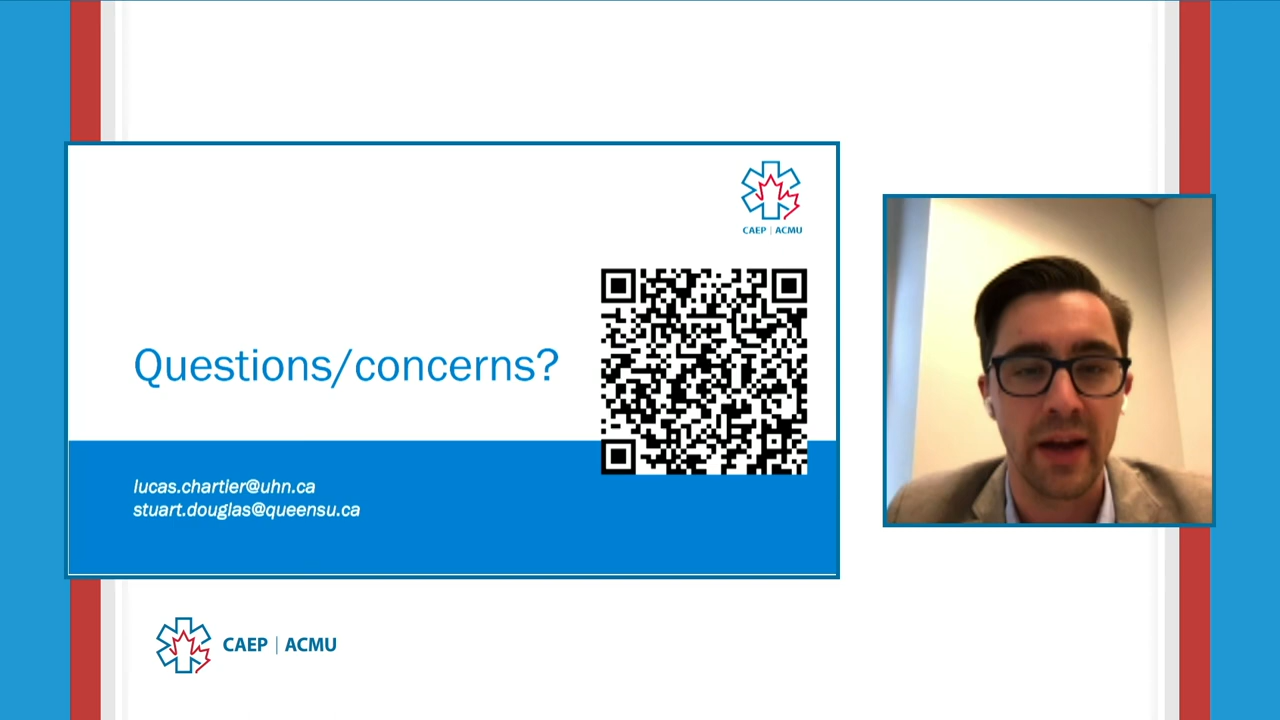 CAEP | ACMU
Questions/concerns?
lucas.chartier@uhn.ca
stuart.douglas@queensu.ca
CAEP | ACMU